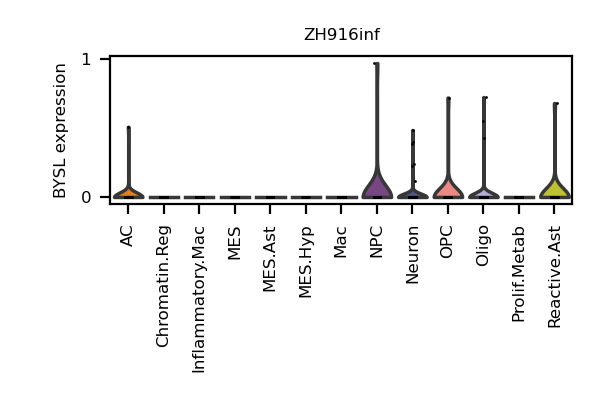 ZH916inf
BYSL expression
1
0
AC
Chromatin.Reg
Inflammatory.Mac
MES
MES.Ast
MES.Hyp
Mac
NPC
Neuron
OPC
Oligo
Prolif.Metab
Reactive.Ast